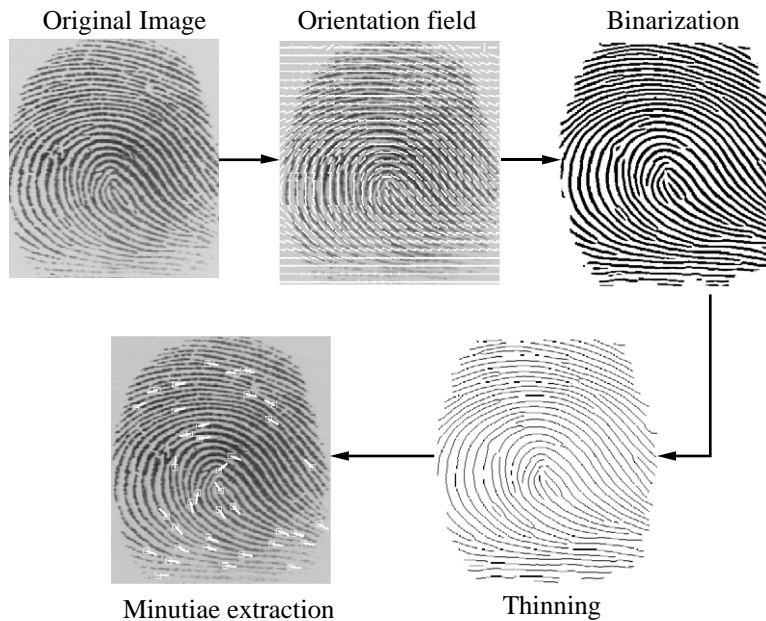 Original Image
Orientation field
Binarization
Minutiae extraction
Thinning